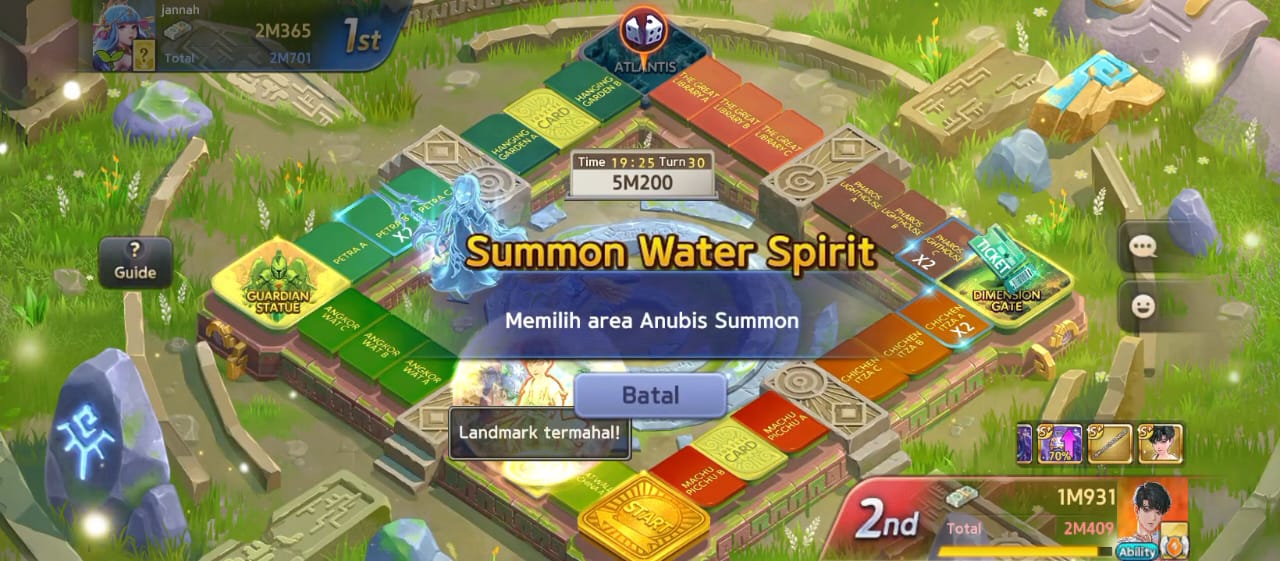 jannah
2M365
Total
2M701
1st
?
ATLANTIS
HANGING GARDEN B
CARD
HANGING GARDEN A
THE GREAT LIBRARY A
THE GREAT LIBRARY B
THE GREAT LIBRARY C
Time 19:25 Turn 30
5M200
PETRA C
PETRA B
X2
PETRA A
PHAROS LIGHTHOUSE A
PHAROS LIGHTHOUSE B
X2
TICKET
DIMENSION GATE
?
Guide
GUARDIAN STATUE
Summon Water Spirit
Memilih area Anubis Summon
Batal
Landmark termahal!
ANGKOR WAT C
ANGKOR WAT B
ANGKOR WAT A
CHICHEN ITZA A
X2
CHICHEN ITZA B
CHICHEN ITZA C
MACHU PICCHU A
CARD
MACHU PICCHU B
START
S+
70%
S+
S+
2nd
1M931
Total
2M409
Ability